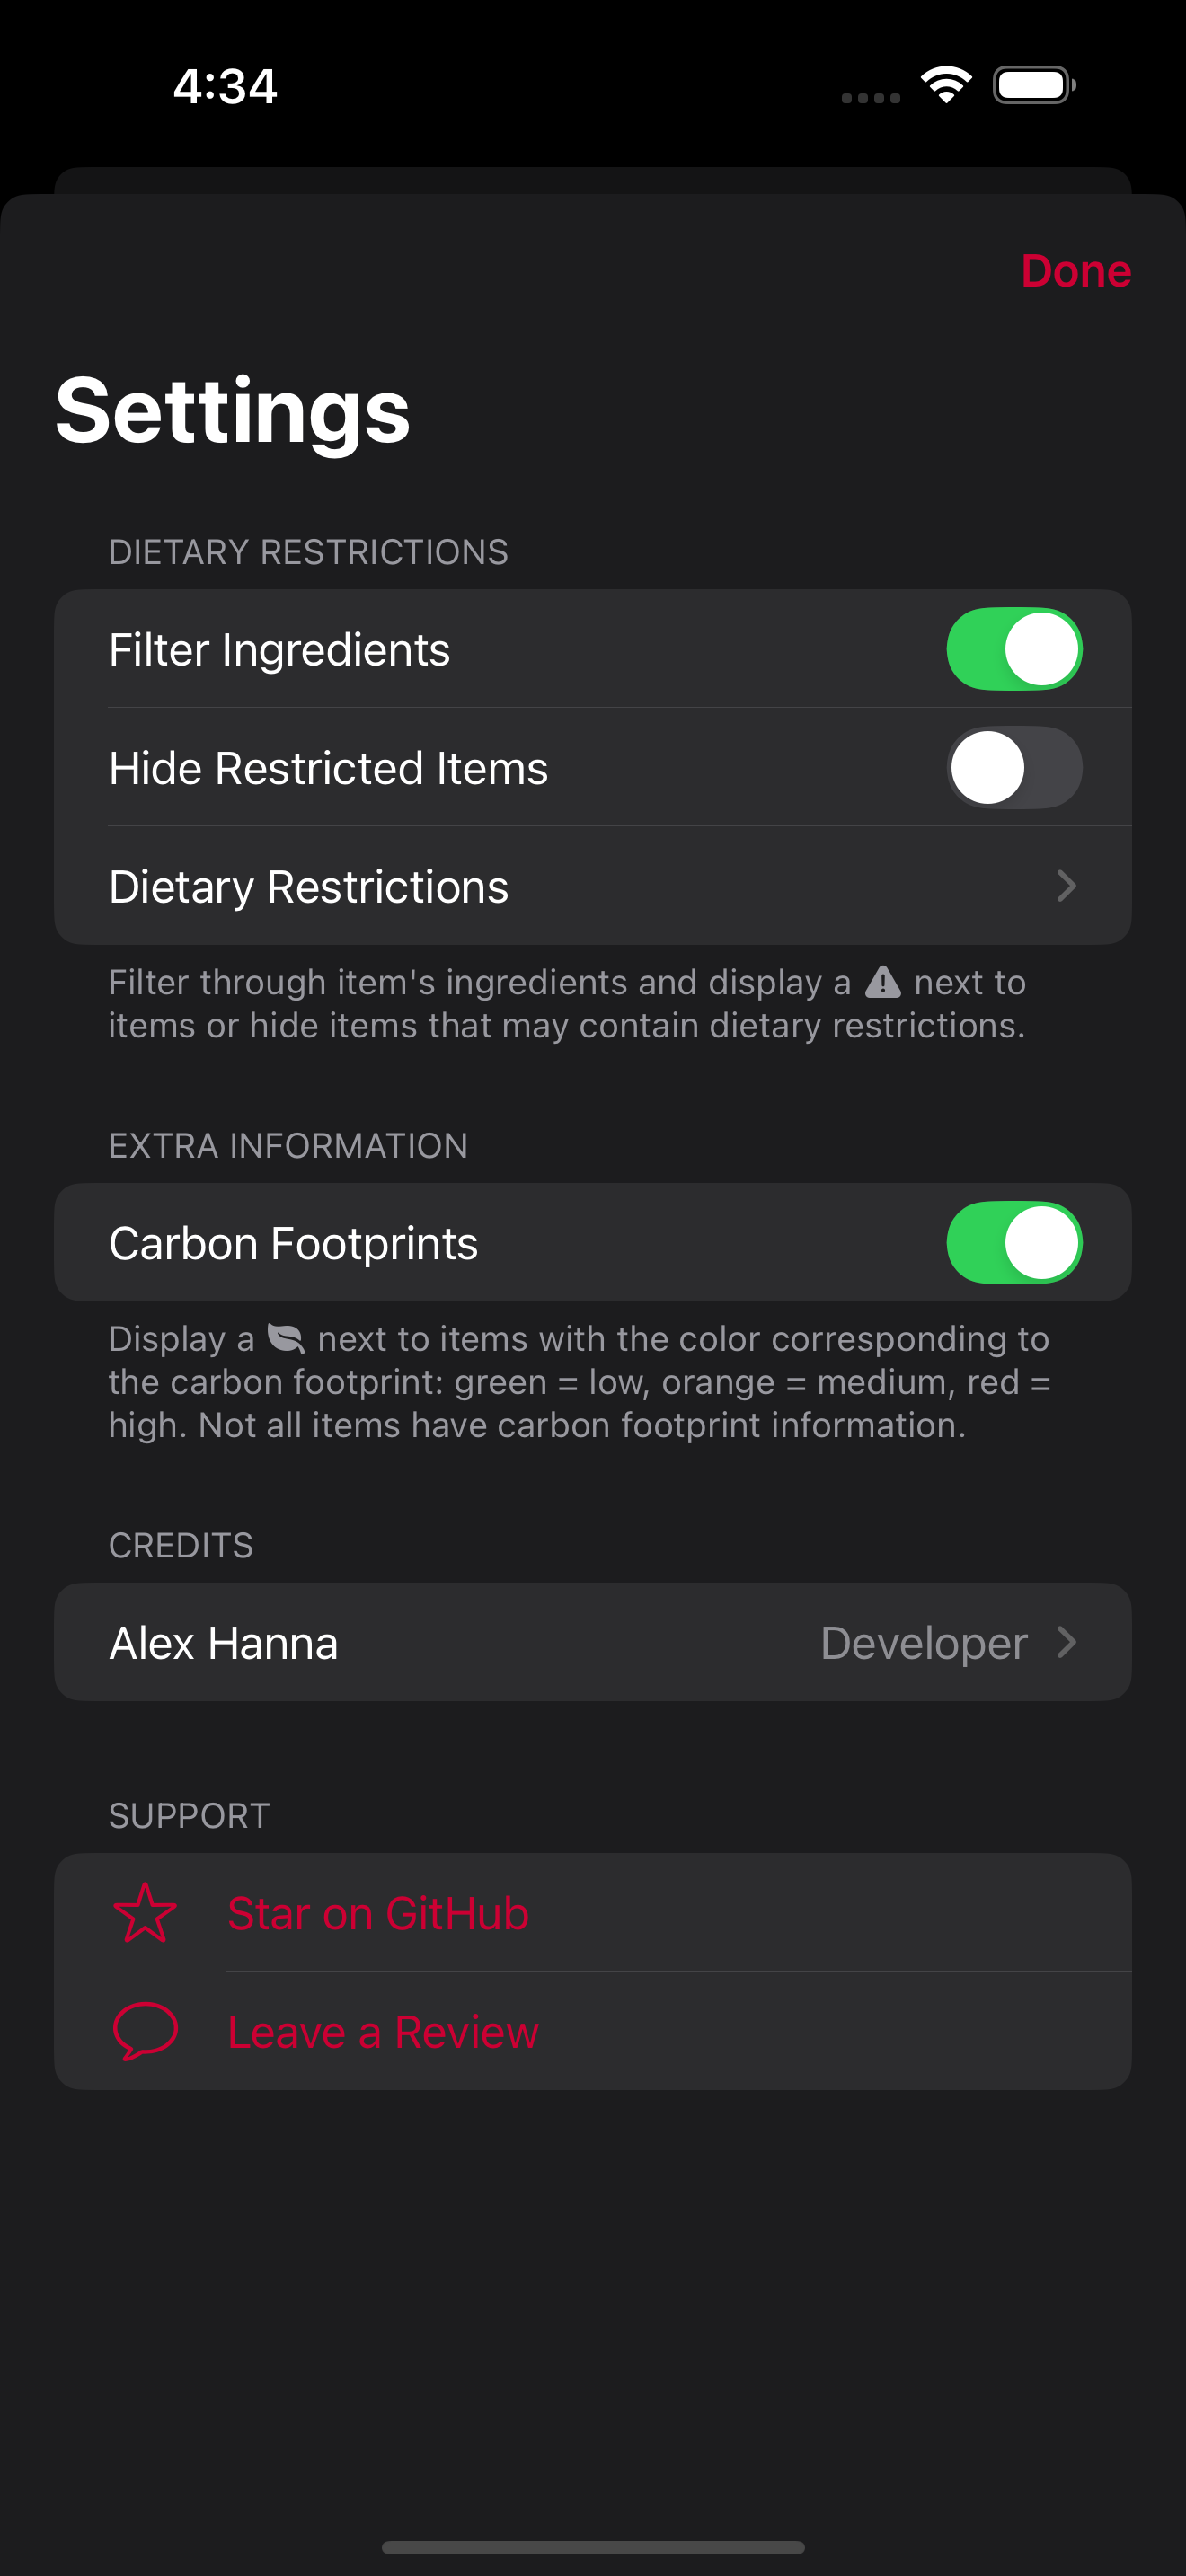 4:34
Done
Settings
DIETARY RESTRICTIONS
Filter Ingredients
Hide Restricted Items
Dietary Restrictions
Filter through item's ingredients and display a next to
items or hide items that may contain dietary restrictions.
EXTRA INFORMATION
Carbon Footprints
Display a next to items with the color corresponding to
the carbon footprint: green = low, orange = medium, red =
high. Not all items have carbon footprint information.
CREDITS
Alex Hanna Developer
SUPPORT
Star on GitHub
Leave a Review